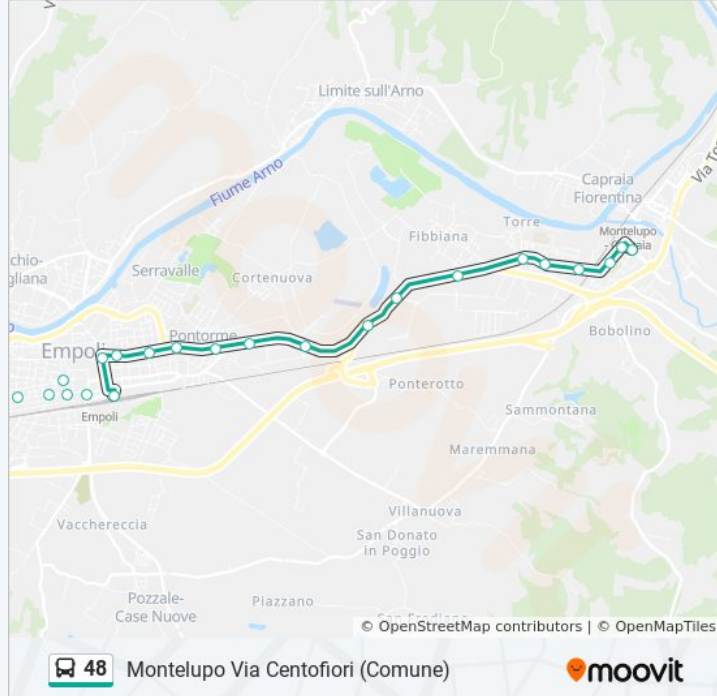 Limite sull'Arno
Fiume Arno
Capraia
Fiorentina
Torre
Fibbiana
Montelupo
Serravalle
Cortenuova
Pontorme
Empoli
Bobolino
Ponterotto
Empoli
Sammontana
Maremmana
Villanuova
Vacchereccia
San Donato
in Poggio
Pozzale-
Case Nuove
Piazzano
© OpenStreetMap contributors | © OpenMapTiles
48 Montelupo Via Centofiori (Comune)
moovit